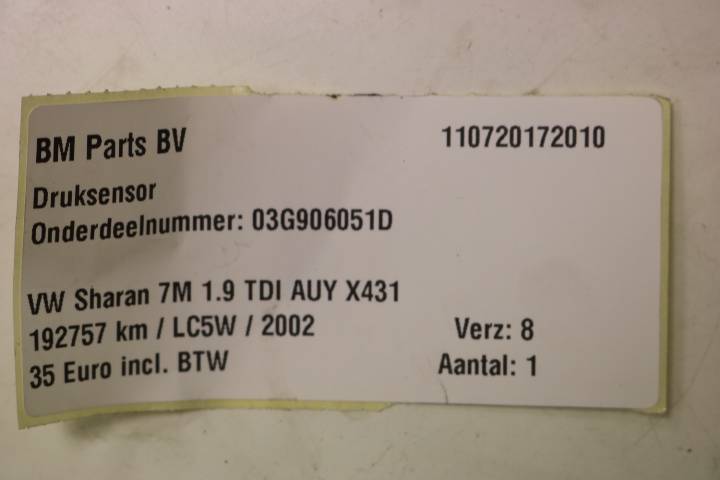 BM Parts BV 110720172010
Druksensor
Onderdeelnummer: 03G906051D
VW Sharan 7M 1.9 TDI AUY X431
192757 km / LC5W / 2002 Verz: 8
35 Euro incl. BTW Aantal: 1